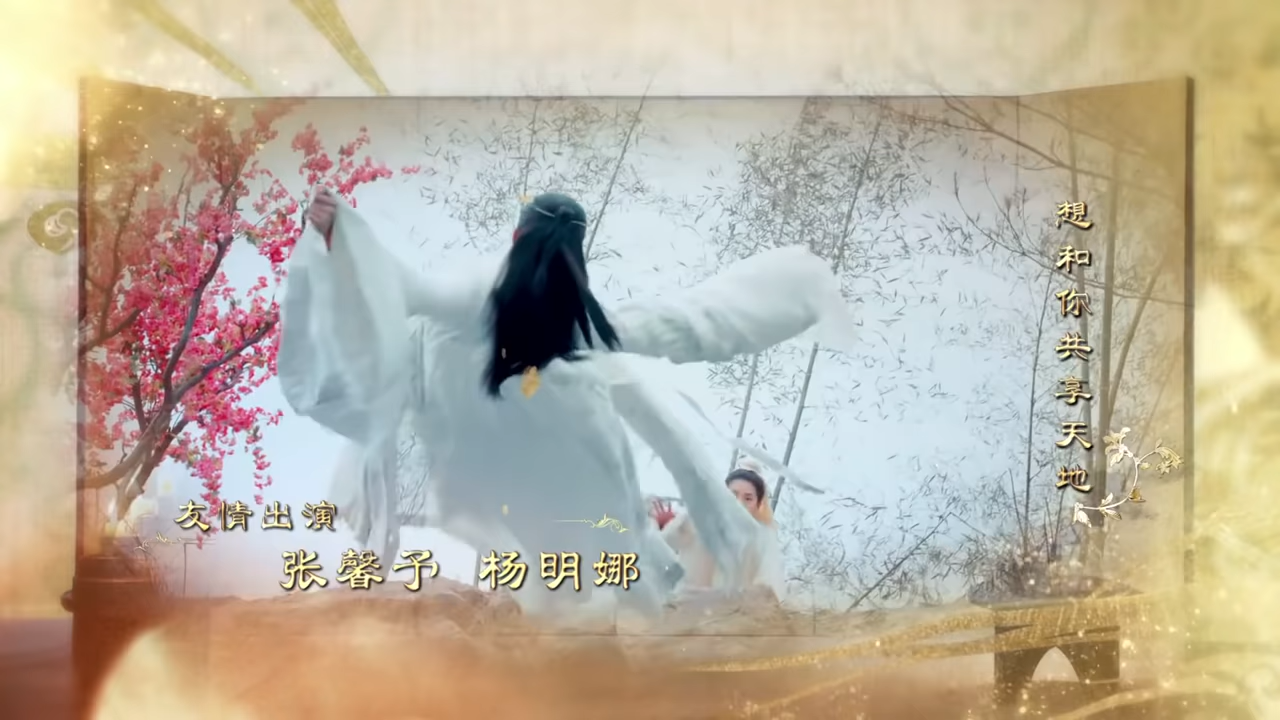 想和你共享天地
友情出演
张馨予 杨明娜